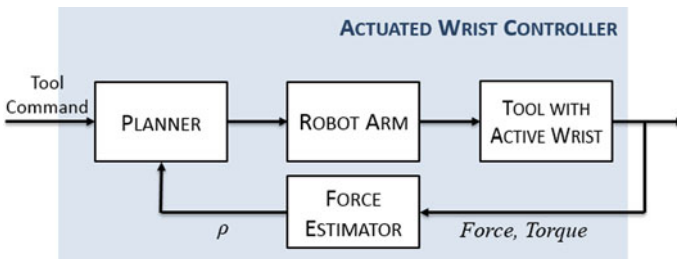 ACTUATED WRIST CONTROLLER
Tool
Command
PLANNER
ROBOT ARM
TOOL WITH
ACTIVE WRIST
FORCE
ESTIMATOR
ρ
Force, Torque